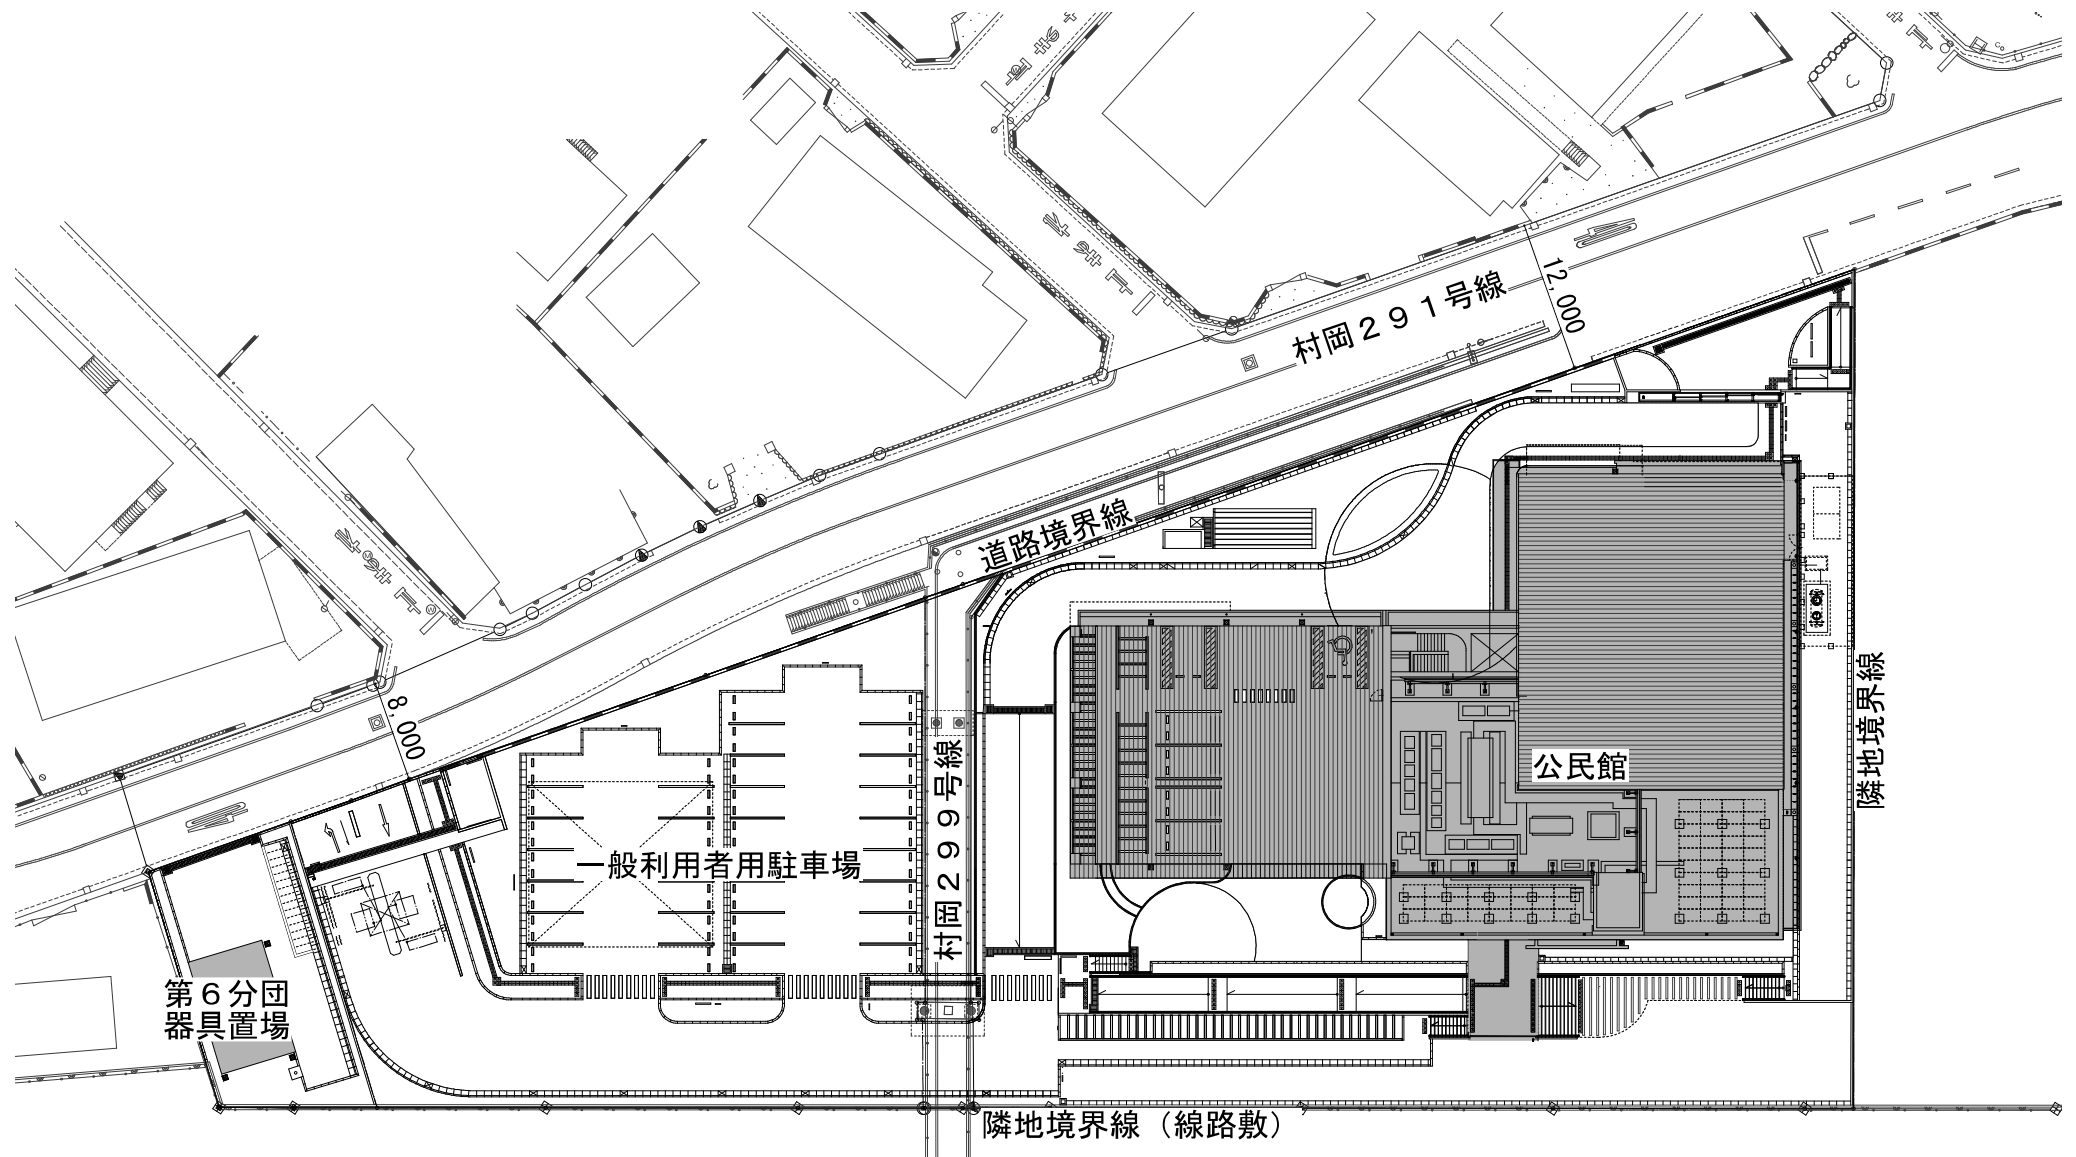 12,000
村岡２９１号線
道路境界線
8,000
公民館
隣地境界線
一般利用者用駐車場
村岡２９９号線
第６分団
器具置場
隣地境界線（線路敷）